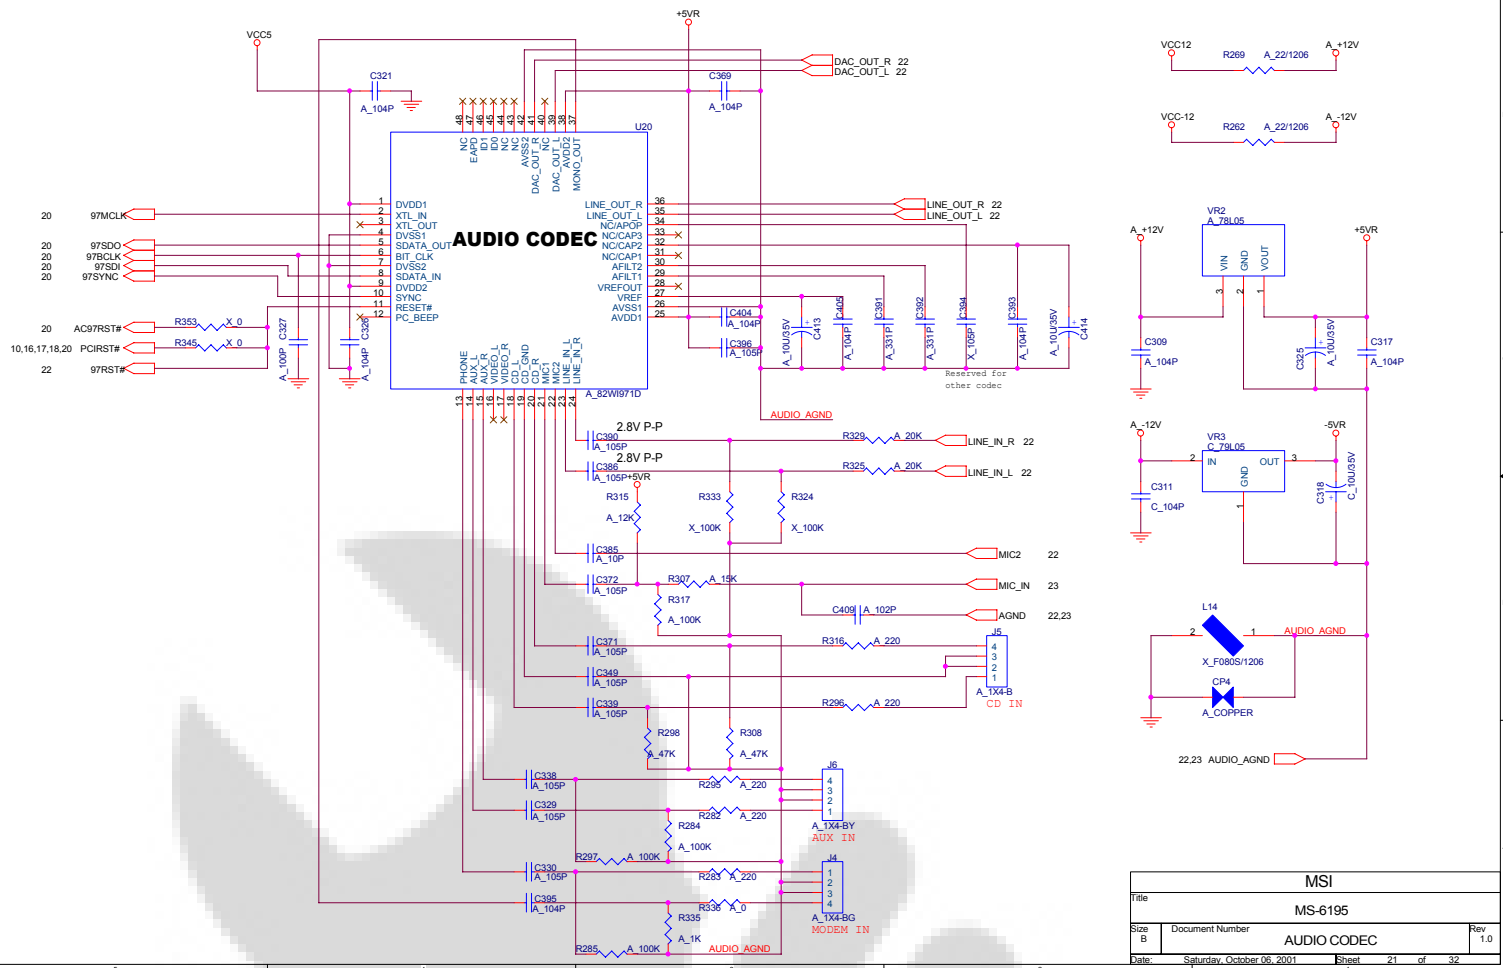 +5VR
VCC5
DAC_OUT_R 22
DAC_OUT_L 22
C321
A_104P
C369
A_104P
VCC12
R269
A_22/1206
A_+12V
VCC-12
R262
A_22/1206
A_-12V
U20
48 47 46 45 44 43 42 41 40 39 38 37
NC
EAPD
ID1
ID0
NC
NC
AVSS2
DAC_OUT_R
NC
DAC_OUT_L
AVDD2
MONO_OUT
20 97MCLK
20 97SDO
20 97BCLK
20 97SDI
20 97SYNC
20 AC97RST#
10,16,17,18,20 PCIRST#
22 97RST#
R353 X_0
R345 X_0
C327
A_100P
C326
A_104P
1 DVDD1
2 XTL_IN
3 XTL_OUT
4 DVSS1
5 SDATA_OUT
6 BIT_CLK
7 DVSS2
8 SDATA_IN
9 DVDD2
10 SYNC
11 RESET#
12 PC_BEEP
AUDIO CODEC
LINE_OUT_R 36
LINE_OUT_L 35
NC/APOP 34
NC/CAP3 33
NC/CAP2 32
NC/CAP1 31
AFILT2 30
AFILT1 29
VREFOUT 28
VREF 27
AVSS1 26
AVDD1 25
LINE_OUT_R 22
LINE_OUT_L 22
PHONE
AUX_L
AUX_R
VIDEO_L
VIDEO_R
CD_L
CD_GND
CD_R
MIC1
MIC2
LINE_IN_L
LINE_IN_R
13 14 15 16 17 18 19 20 21 22 23 24
A_82WI971D
C404
A_104P
C396
A_105P
C413
A_10U/35V
C405
A_104P
C391
A_331P
C392
A_331P
C394
X_105P
C393
A_104P
C414
A_10U/35V
Reserved for
other codec
AUDIO_AGND
VR2
A_78L05
A_+12V
+5VR
VIN
GND
VOUT
3 2 1
C309
A_104P
C325
A_10U/35V
C317
A_104P
A_-12V
VR3
C_79L05
-5VR
2 IN
OUT 3
GND
1
C311
C_104P
C318
C_10U/35V
2.8V P-P
C390
A_105P
R329 A_20K
LINE_IN_R 22
2.8V P-P
C386
A_105P
R325 A_20K
LINE_IN_L 22
+5VR
R315
A_12K
R333
X_100K
R324
X_100K
C385
A_10P
MIC2 22
C372
A_105P
R307 A_15K
MIC_IN 23
R317
A_100K
C409 A_102P
AGND 22,23
C371
A_105P
R316 A_220
J5
4
3
2
1
A_1X4-B
CD IN
C349
A_105P
C339
A_105P
R296 A_220
R298
A_47K
R308
A_47K
C338
A_105P
R295 A_220
J6
4
3
2
1
A_1X4-BY
AUX IN
C329
A_105P
R282 A_220
R284
A_100K
R297 A_100K
C330
A_105P
R283 A_220
J4
1
2
3
4
A_1X4-BG
MODEM IN
C395
A_104P
R336 A_0
R335
A_1K
R285 A_100K
AUDIO_AGND
L14
2 1
AUDIO_AGND
X_F080S/1206
CP4
A_COPPER
22,23 AUDIO_AGND
MSI
Title
MS-6195
Size
B
Document Number
AUDIO CODEC
Rev
1.0
Date: Saturday, October 06, 2001
Sheet 21 of 32